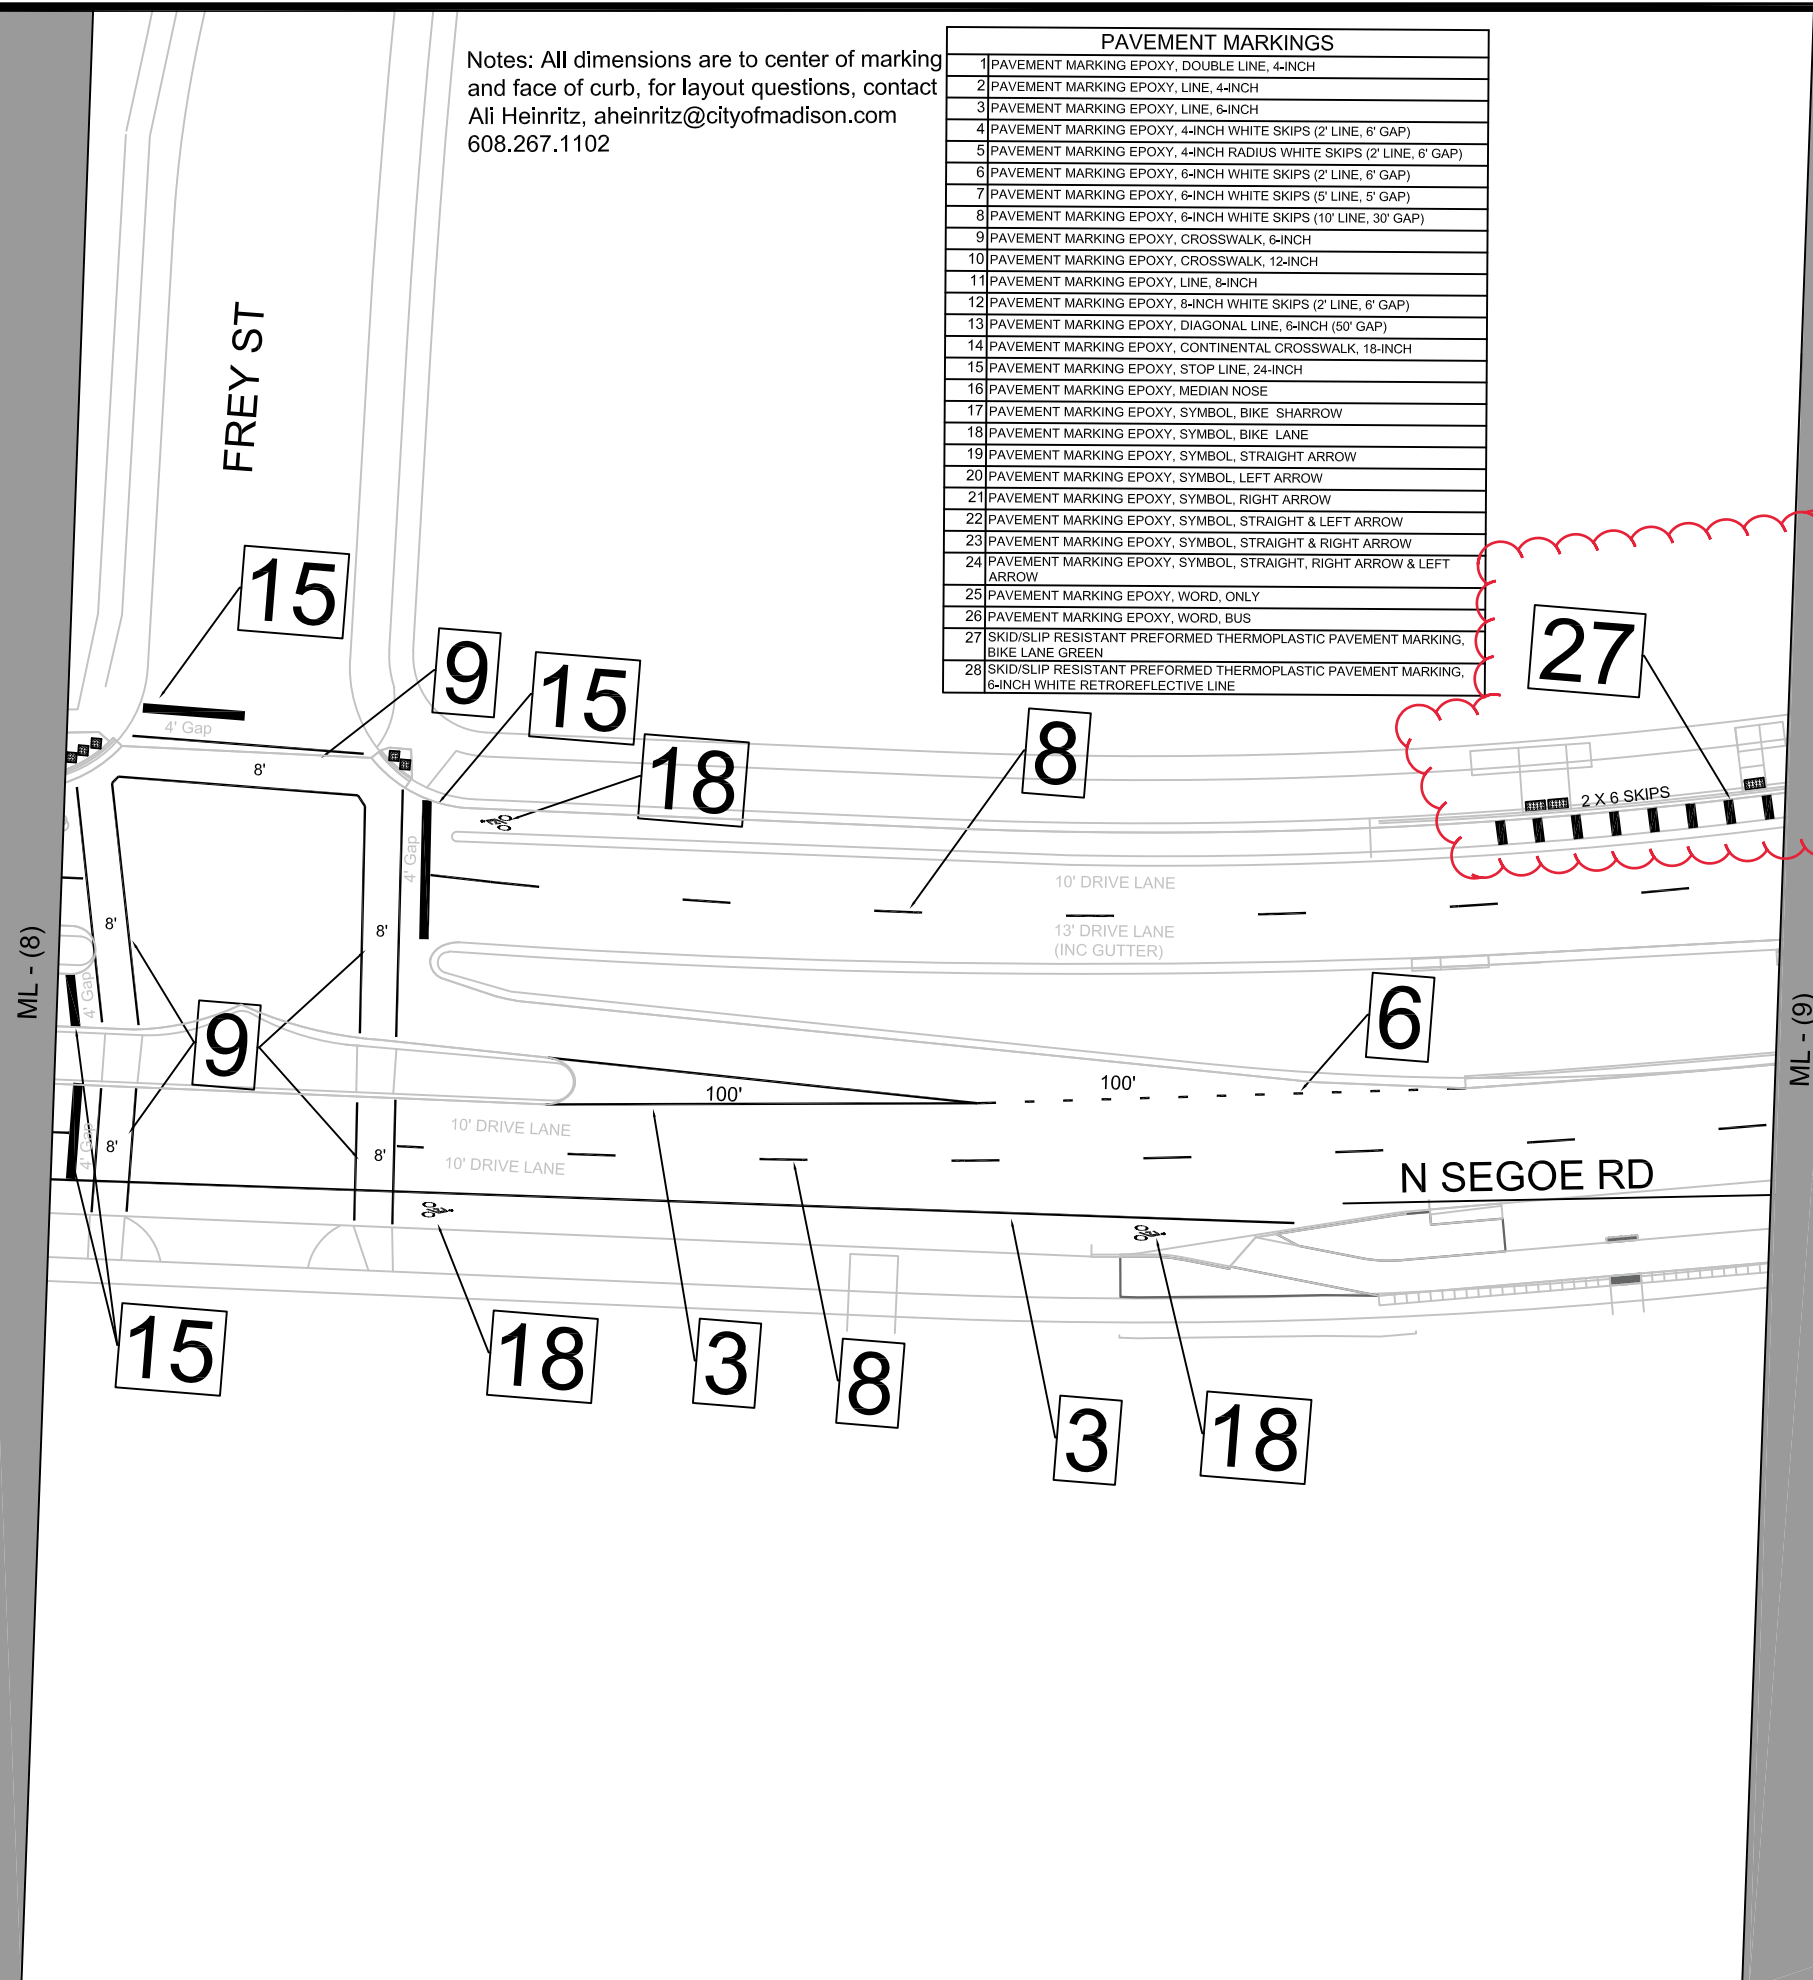 Notes: All dimensions are to center of marking
and face of curb, for layout questions, contact
Ali Heinritz, aheinritz@cityofmadison.com
608.267.1102
PAVEMENT MARKINGS
1 PAVEMENT MARKING EPOXY, DOUBLE LINE, 4-INCH
2 PAVEMENT MARKING EPOXY, LINE, 4-INCH
3 PAVEMENT MARKING EPOXY, LINE, 6-INCH
4 PAVEMENT MARKING EPOXY, 4-INCH WHITE SKIPS (2' LINE, 6' GAP)
5 PAVEMENT MARKING EPOXY, 4-INCH RADIUS WHITE SKIPS (2' LINE, 6' GAP)
6 PAVEMENT MARKING EPOXY, 6-INCH WHITE SKIPS (2' LINE, 6' GAP)
7 PAVEMENT MARKING EPOXY, 6-INCH WHITE SKIPS (5' LINE, 5' GAP)
8 PAVEMENT MARKING EPOXY, 6-INCH WHITE SKIPS (10' LINE, 30' GAP)
9 PAVEMENT MARKING EPOXY, CROSSWALK, 6-INCH
10 PAVEMENT MARKING EPOXY, CROSSWALK, 12-INCH
11 PAVEMENT MARKING EPOXY, LINE, 8-INCH
12 PAVEMENT MARKING EPOXY, 8-INCH WHITE SKIPS (2' LINE, 6' GAP)
13 PAVEMENT MARKING EPOXY, DIAGONAL LINE, 6-INCH (50' GAP)
14 PAVEMENT MARKING EPOXY, CONTINENTAL CROSSWALK, 18-INCH
15 PAVEMENT MARKING EPOXY, STOP LINE, 24-INCH
16 PAVEMENT MARKING EPOXY, MEDIAN NOSE
17 PAVEMENT MARKING EPOXY, SYMBOL, BIKE SHARROW
18 PAVEMENT MARKING EPOXY, SYMBOL, BIKE LANE
19 PAVEMENT MARKING EPOXY, SYMBOL, STRAIGHT ARROW
20 PAVEMENT MARKING EPOXY, SYMBOL, LEFT ARROW
21 PAVEMENT MARKING EPOXY, SYMBOL, RIGHT ARROW
22 PAVEMENT MARKING EPOXY, SYMBOL, STRAIGHT & LEFT ARROW
23 PAVEMENT MARKING EPOXY, SYMBOL, STRAIGHT & RIGHT ARROW
24 PAVEMENT MARKING EPOXY, SYMBOL, STRAIGHT, RIGHT ARROW & LEFT
ARROW
25 PAVEMENT MARKING EPOXY, WORD, ONLY
26 PAVEMENT MARKING EPOXY, WORD, BUS
27 SKID/SLIP RESISTANT PREFORMED THERMOPLASTIC PAVEMENT MARKING,
BIKE LANE GREEN
28 SKID/SLIP RESISTANT PREFORMED THERMOPLASTIC PAVEMENT MARKING,
6-INCH WHITE RETROREFLECTIVE LINE
FREY ST
15
9
15
18
8
27
4' Gap
8'
2 X 6 SKIPS
4' Gap
10' DRIVE LANE
13' DRIVE LANE
(INC GUTTER)
8'
8'
ML - (8)
4' Gap
9
6
ML - (9)
100'
100'
10' DRIVE LANE
10' DRIVE LANE
4' Gap
8'
8'
N SEGOE RD
15
18
3
8
3
18